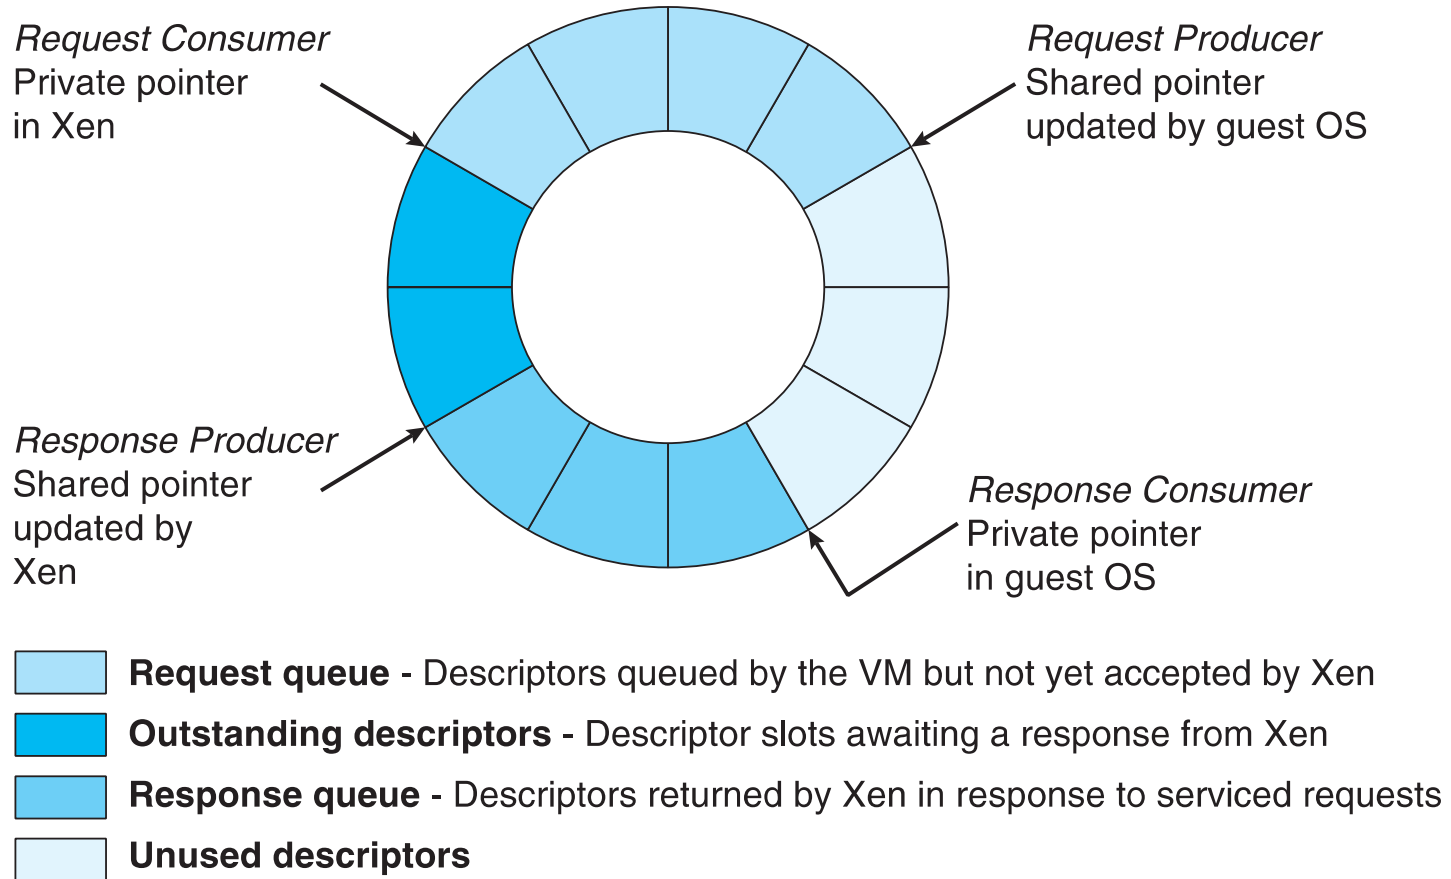 Request Consumer
Private pointer
in Xen
Request Producer
Shared pointer
updated by guest OS
Response Producer
Shared pointer
updated by
Xen
Response Consumer
Private pointer
in guest OS
Request queue - Descriptors queued by the VM but not yet accepted by Xen
Outstanding descriptors - Descriptor slots awaiting a response from Xen
Response queue - Descriptors returned by Xen in response to serviced requests
Unused descriptors